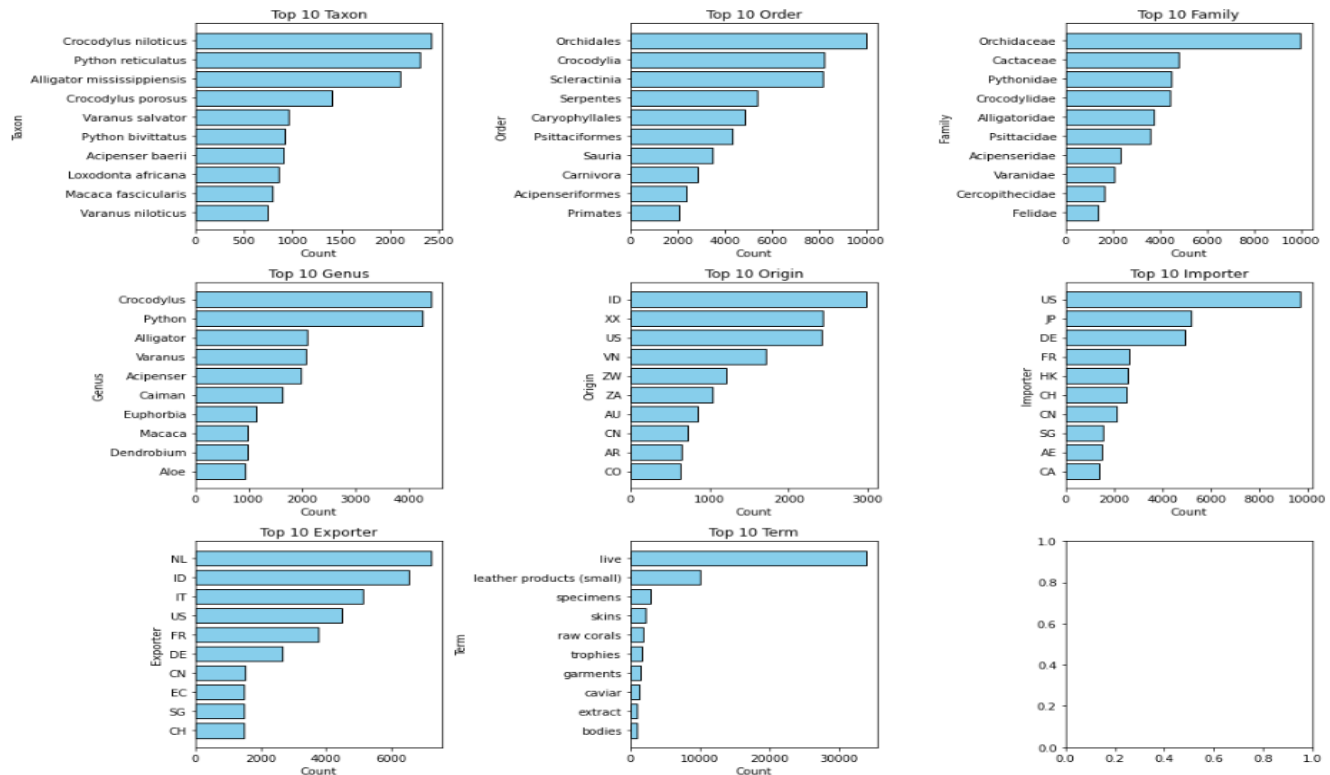 Top 10 Taxon
Taxon
Crocodylus niloticus
Python reticulatus
Alligator mississippiensis
Crocodylus porosus
Varanus salvator
Python bivittatus
Acipenser baerii
Loxodonta africana
Macaca fascicularis
Varanus niloticus
0 500 1000 1500 2000 2500
Count
Top 10 Order
Order
Orchidales
Crocodylia
Scleractinia
Serpentes
Caryophyllales
Psittaciformes
Sauria
Carnivora
Acipenseriformes
Primates
0 2000 4000 6000 8000 10000
Count
Top 10 Family
Family
Orchidaceae
Cactaceae
Pythonidae
Crocodylidae
Alligatoridae
Psittacidae
Acipenseridae
Varanidae
Cercopithecidae
Felidae
0 2000 4000 6000 8000 10000
Count
Top 10 Genus
Genus
Crocodylus
Python
Alligator
Varanus
Acipenser
Caiman
Euphorbia
Macaca
Dendrobium
Aloe
0 1000 2000 3000 4000
Count
Top 10 Origin
Origin
ID
XX
US
VN
ZW
ZA
AU
CN
AR
CO
0 1000 2000 3000
Count
Top 10 Importer
Importer
US
JP
DE
FR
HK
CH
CN
SG
AE
CA
0 2000 4000 6000 8000 10000
Count
Top 10 Exporter
Exporter
NL
ID
IT
US
FR
DE
CN
EC
SG
CH
0 2000 4000 6000
Count
Top 10 Term
Term
live
leather products (small)
specimens
skins
raw corals
trophies
garments
caviar
extract
bodies
0 10000 20000 30000
Count
1.0
0.8
0.6
0.4
0.2
0.0
0.0 0.2 0.4 0.6 0.8 1.0